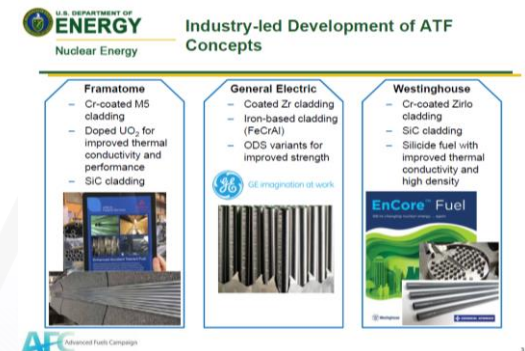 U.S. DEPARTMENT OF
ENERGY
Nuclear Energy
Industry-led Development of ATF
Concepts
Framatome
– Cr-coated M5
cladding
– Doped UO₂ for
improved thermal
conductivity and
performance
– SiC cladding
General Electric
– Coated Zr cladding
– Iron-based cladding
(FeCrAl)
– ODS variants for
improved strength
GE imagination at work
Westinghouse
– Cr-coated Zirlo
cladding
– SiC cladding
– Silicide fuel with
improved thermal
conductivity and
high density
EnCore™ Fuel
Westinghouse
AFC Advanced Fuels Campaign